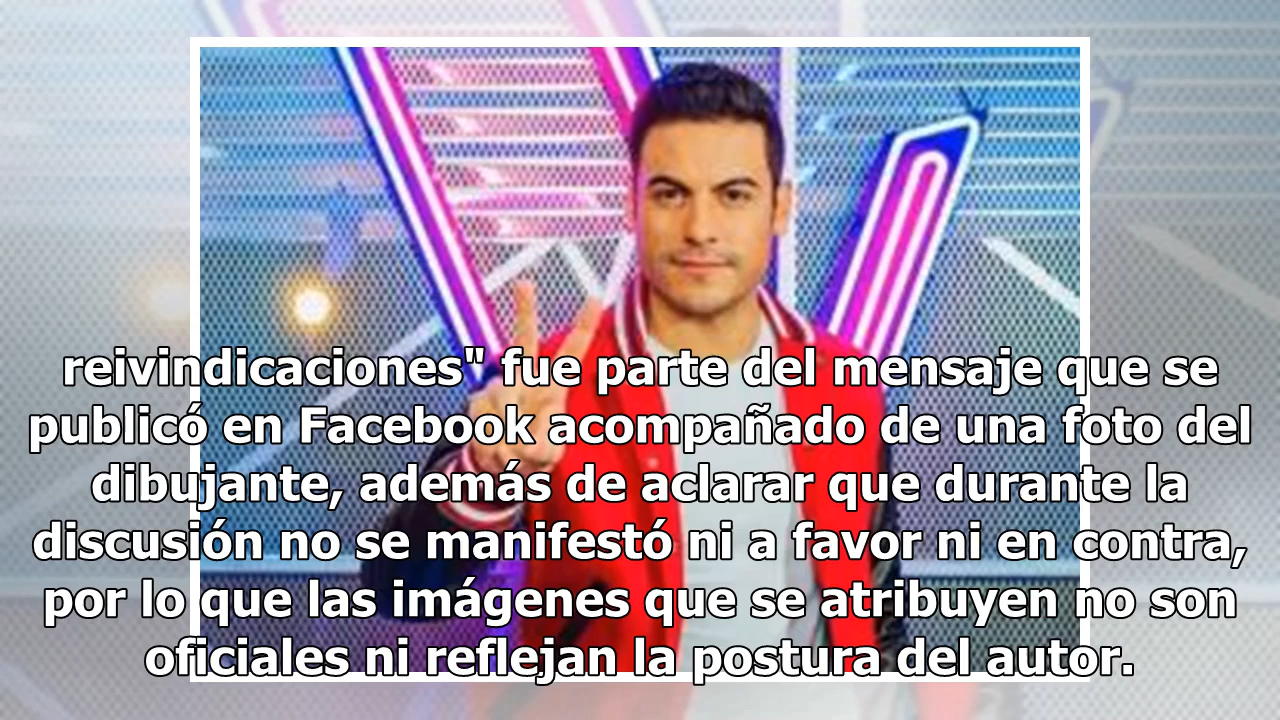 reivindicaciones" fue parte del mensaje que se
publicó en Facebook acompañado de una foto del
dibujante, además de aclarar que durante la
discusión no se manifestó ni a favor ni en contra,
por lo que las imágenes que se atribuyen no son
oficiales ni reflejan la postura del autor.